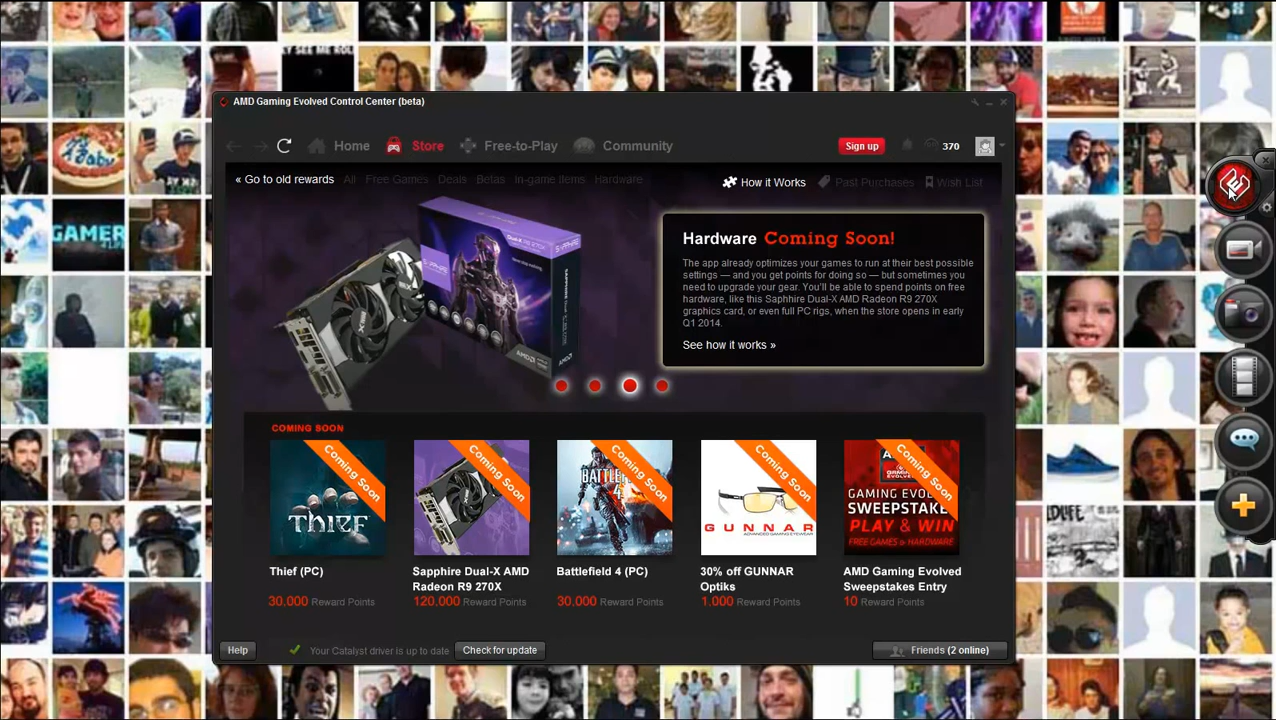 AMD Gaming Evolved Control Center (beta)
Home Store Free-to-Play Community Sign up 370
« Go to old rewards All Free Games Deals Betas In-game Items Hardware How it Works Past Purchases Wish List
Hardware Coming Soon!
The app already optimizes your games to run at their best possible
settings — and you get points for doing so — but sometimes you
need to upgrade your gear. You'll be able to spend points on free
hardware, like this Sapphire Dual-X AMD Radeon R9 270X
graphics card, or even full PC rigs, when the store opens in early
Q1 2014.
See how it works »
COMING SOON
Coming Soon
Coming Soon
Coming Soon
Coming Soon
Coming Soon
THIEF
BATTLEFIELD 4
GUNNAR
ADVANCED GAMING EYEWEAR
GAMING EVOLVED
SWEEPSTAKES
PLAY & WIN
FREE GAMES & HARDWARE
Thief (PC)
30,000 Reward Points
Sapphire Dual-X AMD
Radeon R9 270X
120,000 Reward Points
Battlefield 4 (PC)
30,000 Reward Points
30% off GUNNAR
Optiks
1,000 Reward Points
AMD Gaming Evolved
Sweepstakes Entry
10 Reward Points
Help Your Catalyst driver is up to date Check for update Friends (2 online)
GAMER